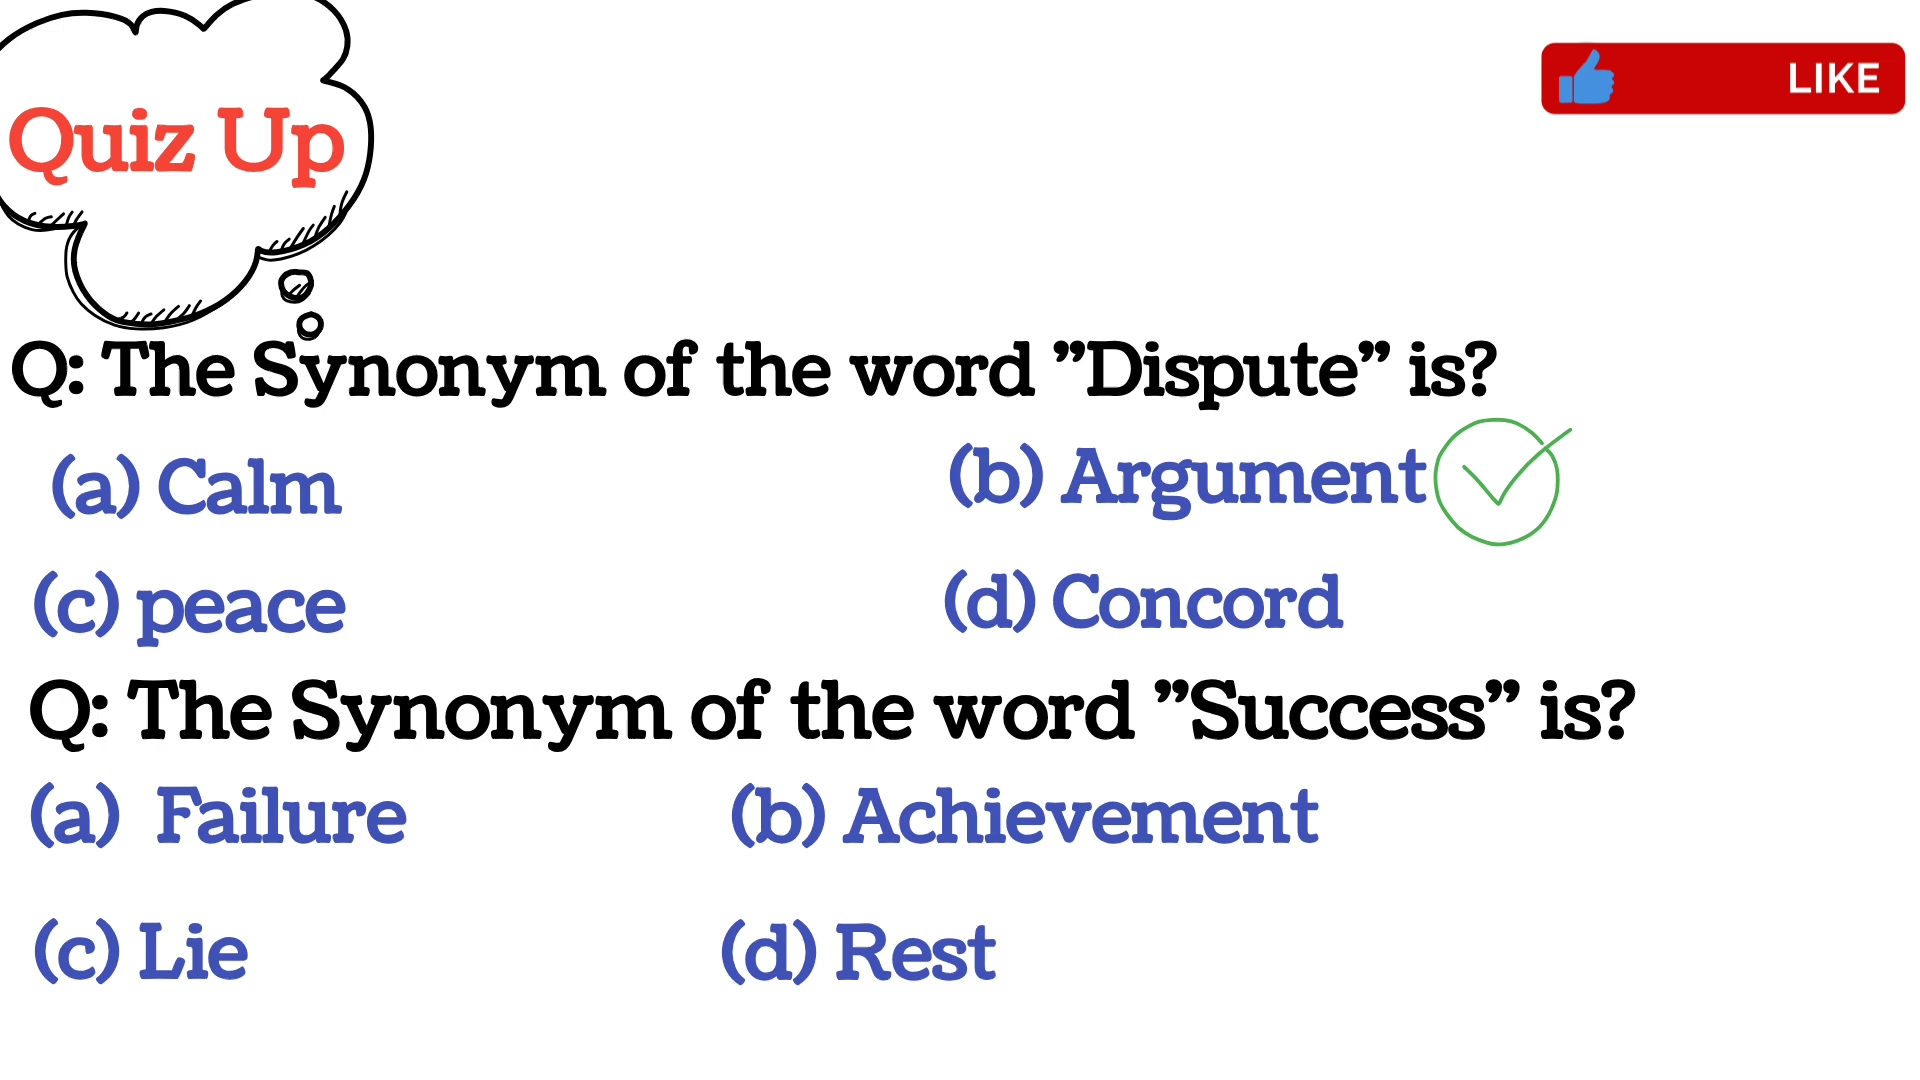 Quiz Up
LIKE
Q: The Synonym of the word ”Dispute” is?
(a) Calm (b) Argument
(c) peace (d) Concord
Q: The Synonym of the word ”Success” is?
(a) Failure (b) Achievement
(c) Lie (d) Rest